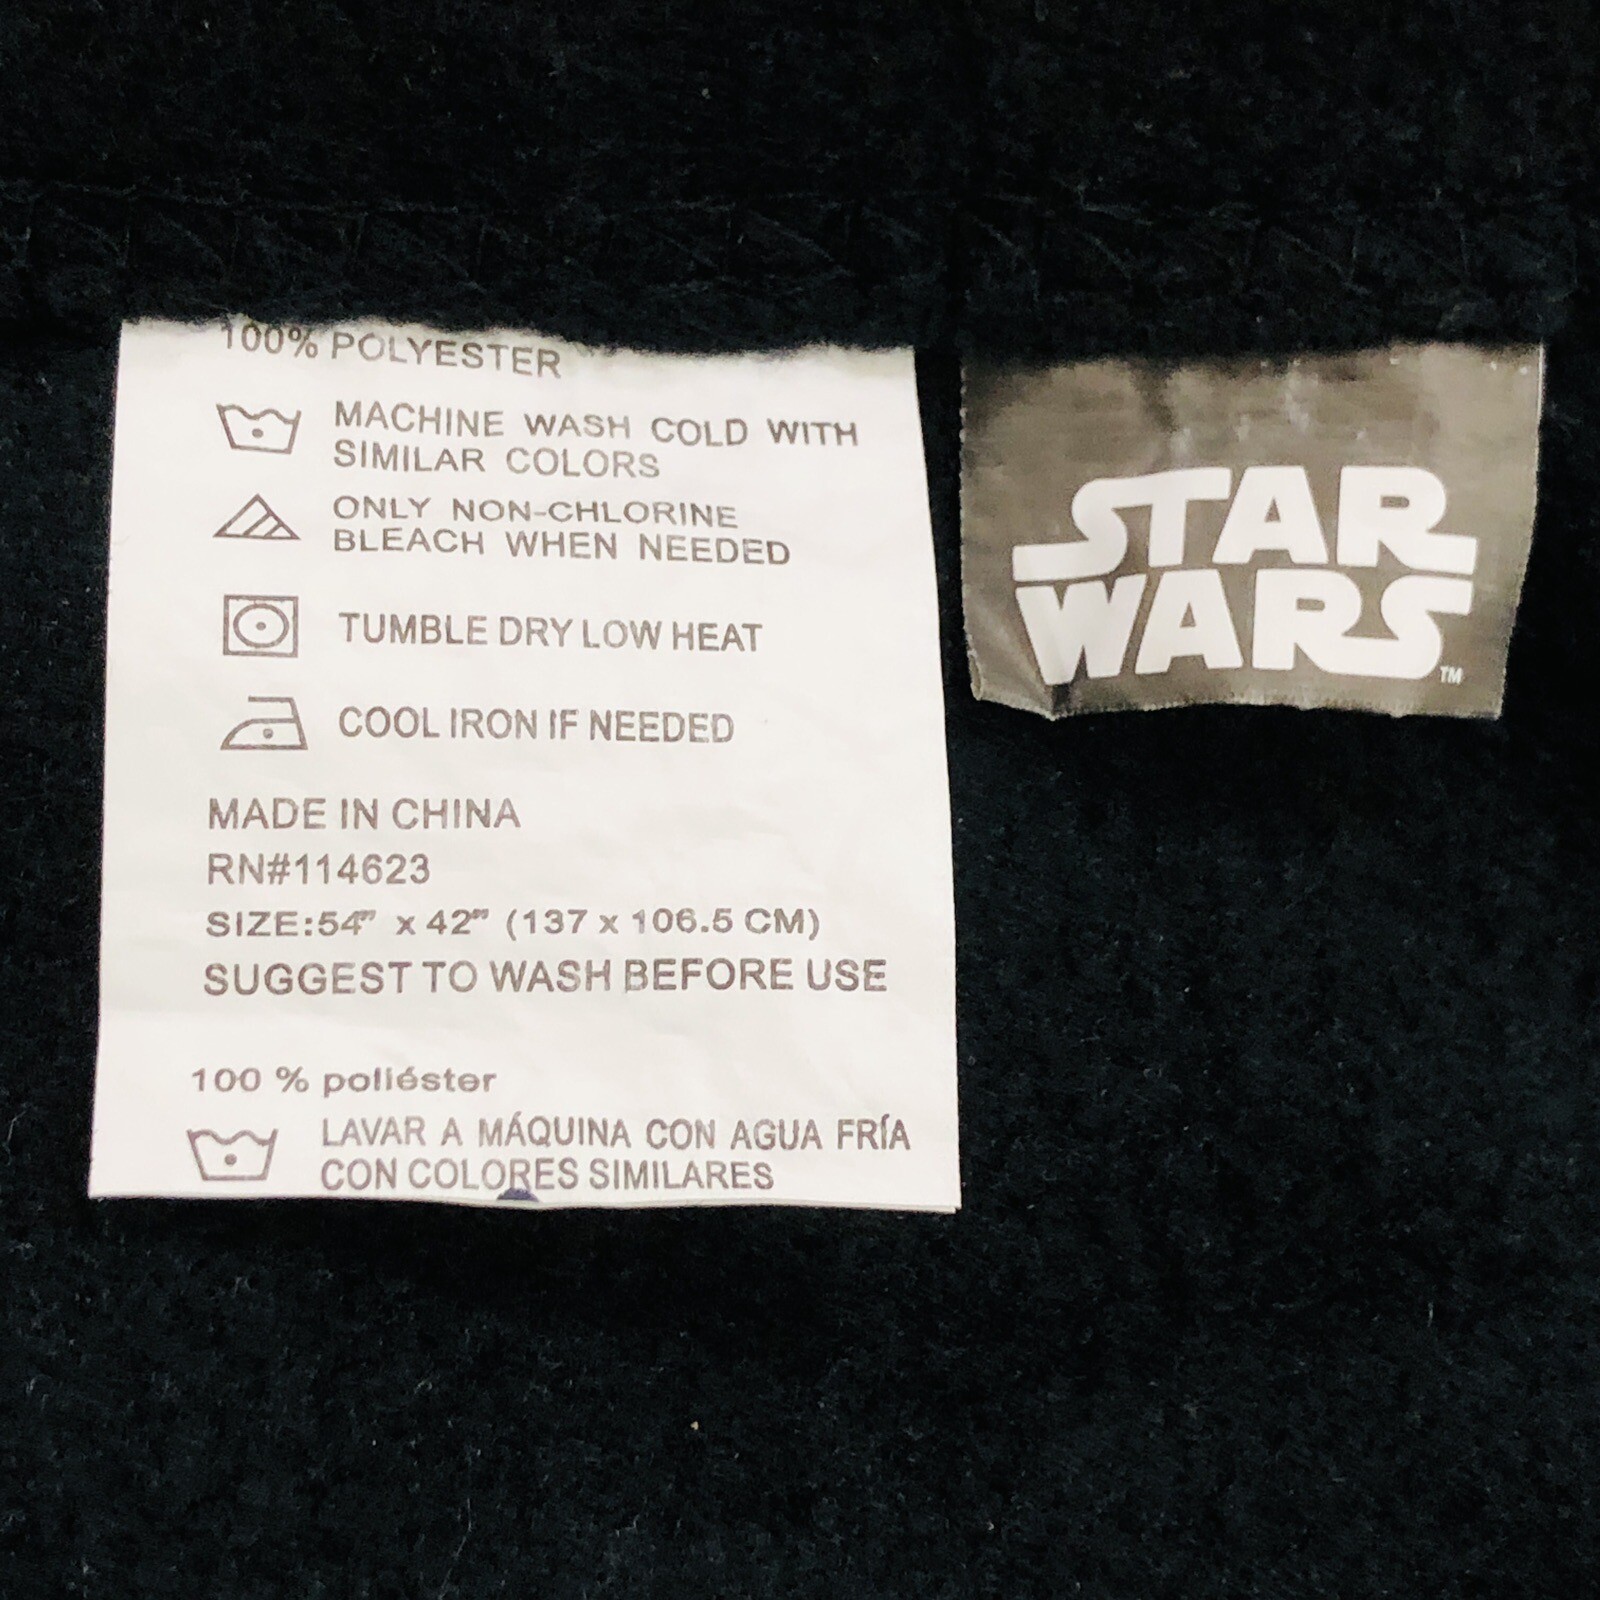 100% POLYESTER
MACHINE WASH COLD WITH
SIMILAR COLORS
ONLY NON-CHLORINE
BLEACH WHEN NEEDED
TUMBLE DRY LOW HEAT
COOL IRON IF NEEDED
MADE IN CHINA
RN#114623
SIZE:54" x 42" (137 x 106.5 CM)
SUGGEST TO WASH BEFORE USE
100 % poliéster
LAVAR A MÁQUINA CON AGUA FRÍA
CON COLORES SIMILARES
STAR
WARS™